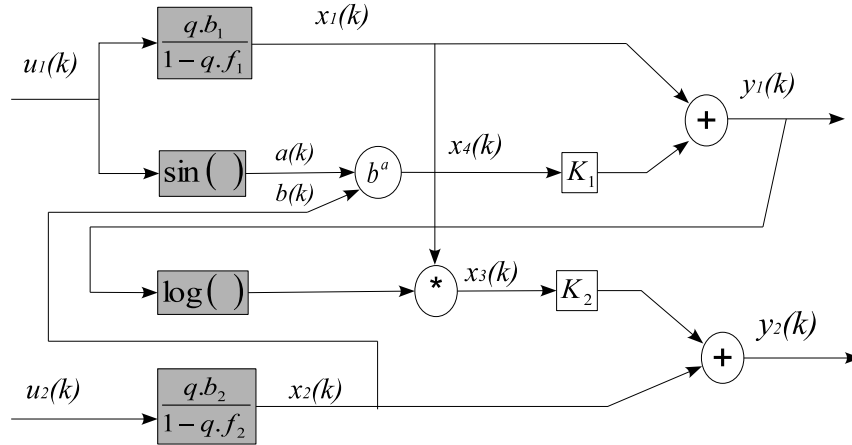 x1(k)
q.b1
1 − q.f1
u1(k)
y1(k)
+
sin( )
a(k)
b(k)
b^a
x4(k)
K1
log( )
*
x3(k)
K2
y2(k)
+
u2(k)
q.b2
1 − q.f2
x2(k)